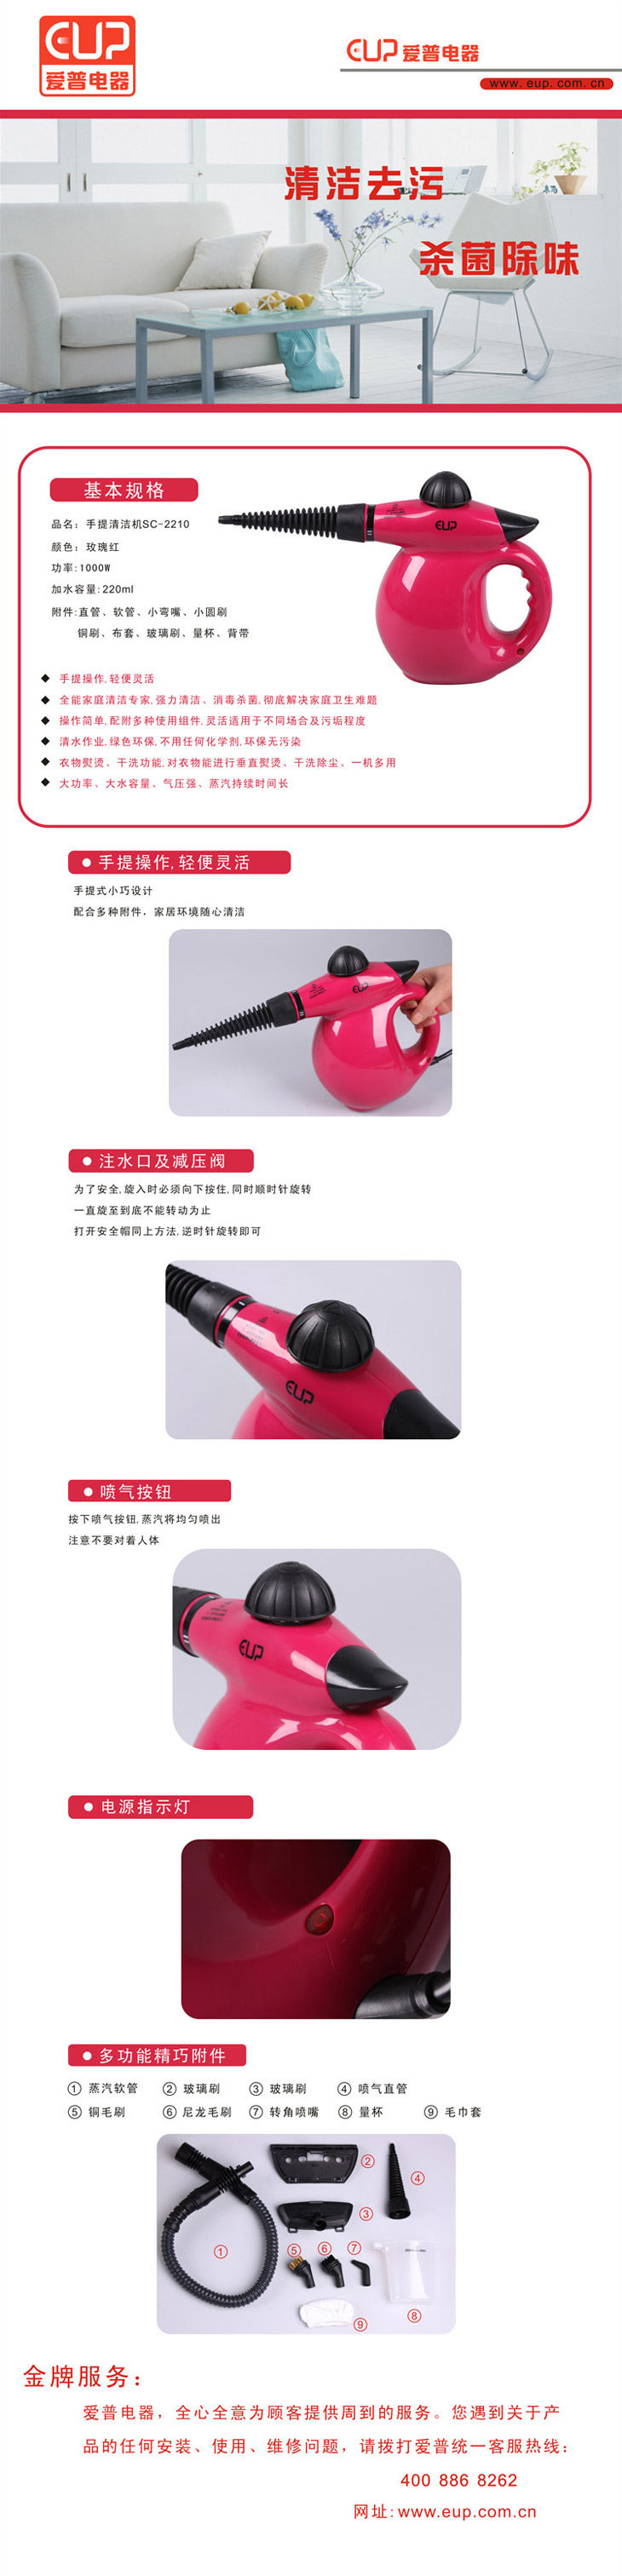 EUP
爱普电器
EUP 爱普电器
www.eup.com.cn
清洁去污
杀菌除味
基本规格
品名：手提清洁机SC-2210
颜色：玫瑰红
功率:1000W
加水容量:220ml
附件:直管、软管、小弯嘴、小圆刷
铜刷、布套、玻璃刷、量杯、背带
EUP
◆ 手提操作,轻便灵活
◆ 全能家庭清洁专家,强力清洁、消毒杀菌,彻底解决家庭卫生难题
◆ 操作简单,配附多种使用组件,灵活适用于不同场合及污垢程度
◆ 清水作业,绿色环保,不用任何化学剂,环保无污染
◆ 衣物熨烫、干洗功能,对衣物能进行垂直熨烫、干洗除尘、一机多用
◆ 大功率、大水容量、气压强、蒸汽持续时间长
● 手提操作,轻便灵活
手提式小巧设计
配合多种附件，家居环境随心清洁
EUP
● 注水口及减压阀
为了安全,旋入时必须向下按住,同时顺时针旋转
一直旋至到底不能转动为止
打开安全帽同上方法,逆时针旋转即可
EUP
● 喷气按钮
按下喷气按钮,蒸汽将均匀喷出
注意不要对着人体
EUP
● 电源指示灯
● 多功能精巧附件
① 蒸汽软管 ② 玻璃刷 ③ 玻璃刷 ④ 喷气直管
⑤ 铜毛刷 ⑥ 尼龙毛刷 ⑦ 转角喷嘴 ⑧ 量杯 ⑨ 毛巾套
②
④
③
①
⑤ ⑥ ⑦
⑧
⑨
金牌服务：
爱普电器，全心全意为顾客提供周到的服务。您遇到关于产
品的任何安装、使用、维修问题，请拨打爱普统一客服热线：
400 886 8262
网址:www.eup.com.cn